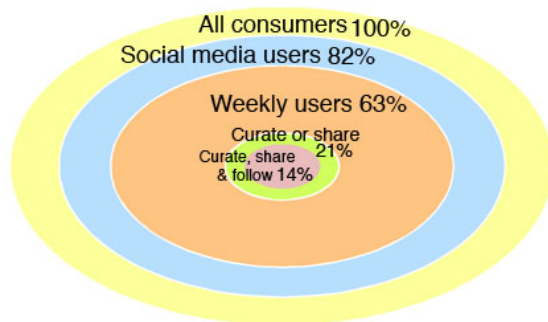 All consumers 100%
Social media users 82%
Weekly users 63%
Curate or share
21%
Curate, share
& follow 14%